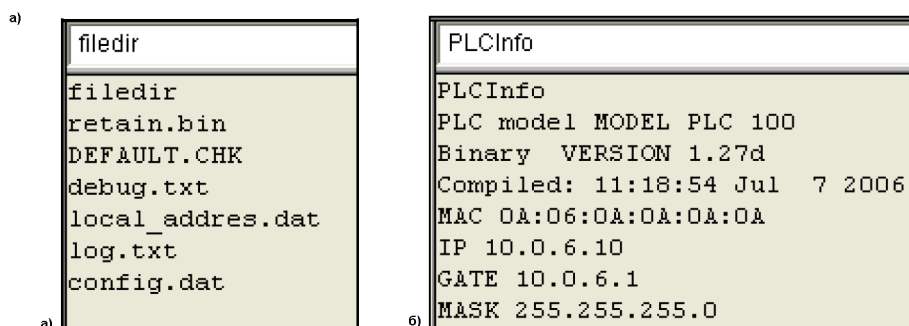 а)
filedir
filedir
retain.bin
DEFAULT.CHK
debug.txt
local_addres.dat
log.txt
config.dat
а)
PLCInfo
PLCInfo
PLC model MODEL PLC 100
Binary  VERSION 1.27d
Compiled: 11:18:54 Jul  7 2006
MAC 0A:06:0A:0A:0A:0A
IP 10.0.6.10
GATE 10.0.6.1
MASK 255.255.255.0
б)